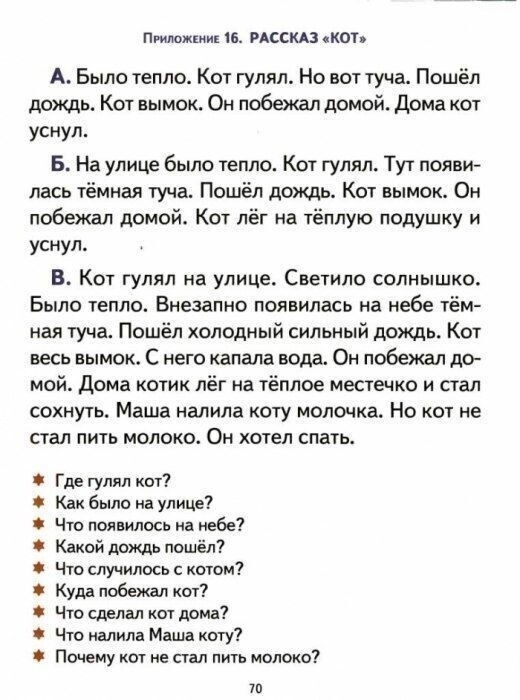 Приложение 16. РАССКАЗ «КОТ»
А. Было тепло. Кот гулял. Но вот туча. Пошёл
дождь. Кот вымок. Он побежал домой. Дома кот
уснул.
Б. На улице было тепло. Кот гулял. Тут появи-
лась тёмная туча. Пошёл дождь. Кот вымок. Он
побежал домой. Кот лёг на тёплую подушку и
уснул.
В. Кот гулял на улице. Светило солнышко.
Было тепло. Внезапно появилась на небе тём-
ная туча. Пошёл холодный сильный дождь. Кот
весь вымок. С него капала вода. Он побежал до-
мой. Дома котик лёг на тёплое местечко и стал
сохнуть. Маша налила коту молочка. Но кот не
стал пить молоко. Он хотел спать.
Где гулял кот?
Как было на улице?
Что появилось на небе?
Какой дождь пошёл?
Что случилось с котом?
Куда побежал кот?
Что сделал кот дома?
Что налила Маша коту?
Почему кот не стал пить молоко?
70